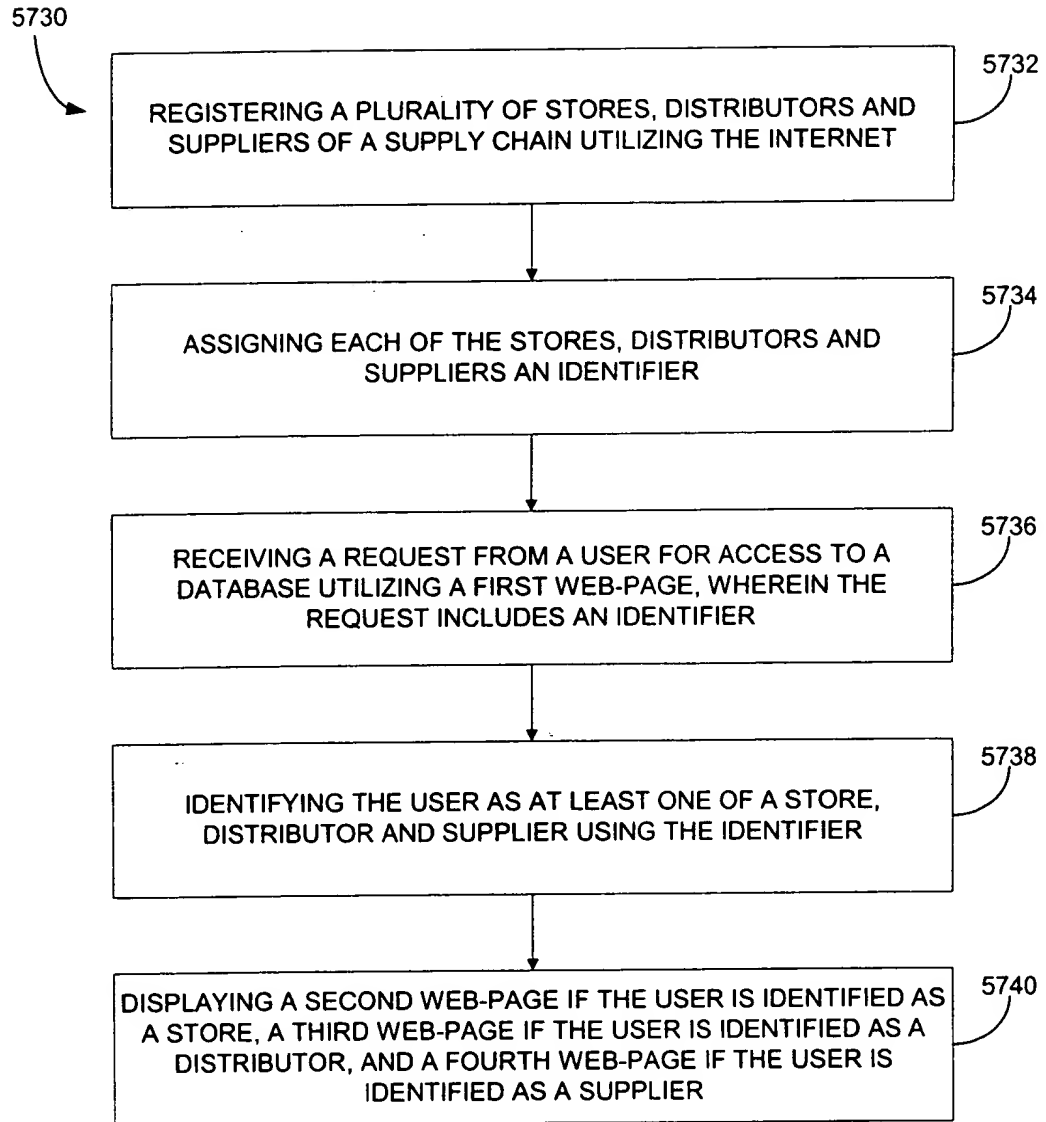 5730
5732
REGISTERING A PLURALITY OF STORES, DISTRIBUTORS AND
SUPPLIERS OF A SUPPLY CHAIN UTILIZING THE INTERNET
5734
ASSIGNING EACH OF THE STORES, DISTRIBUTORS AND
SUPPLIERS AN IDENTIFIER
5736
RECEIVING A REQUEST FROM A USER FOR ACCESS TO A
DATABASE UTILIZING A FIRST WEB-PAGE, WHEREIN THE
REQUEST INCLUDES AN IDENTIFIER
5738
IDENTIFYING THE USER AS AT LEAST ONE OF A STORE,
DISTRIBUTOR AND SUPPLIER USING THE IDENTIFIER
5740
DISPLAYING A SECOND WEB-PAGE IF THE USER IS IDENTIFIED AS
A STORE, A THIRD WEB-PAGE IF THE USER IS IDENTIFIED AS A
DISTRIBUTOR, AND A FOURTH WEB-PAGE IF THE USER IS
IDENTIFIED AS A SUPPLIER